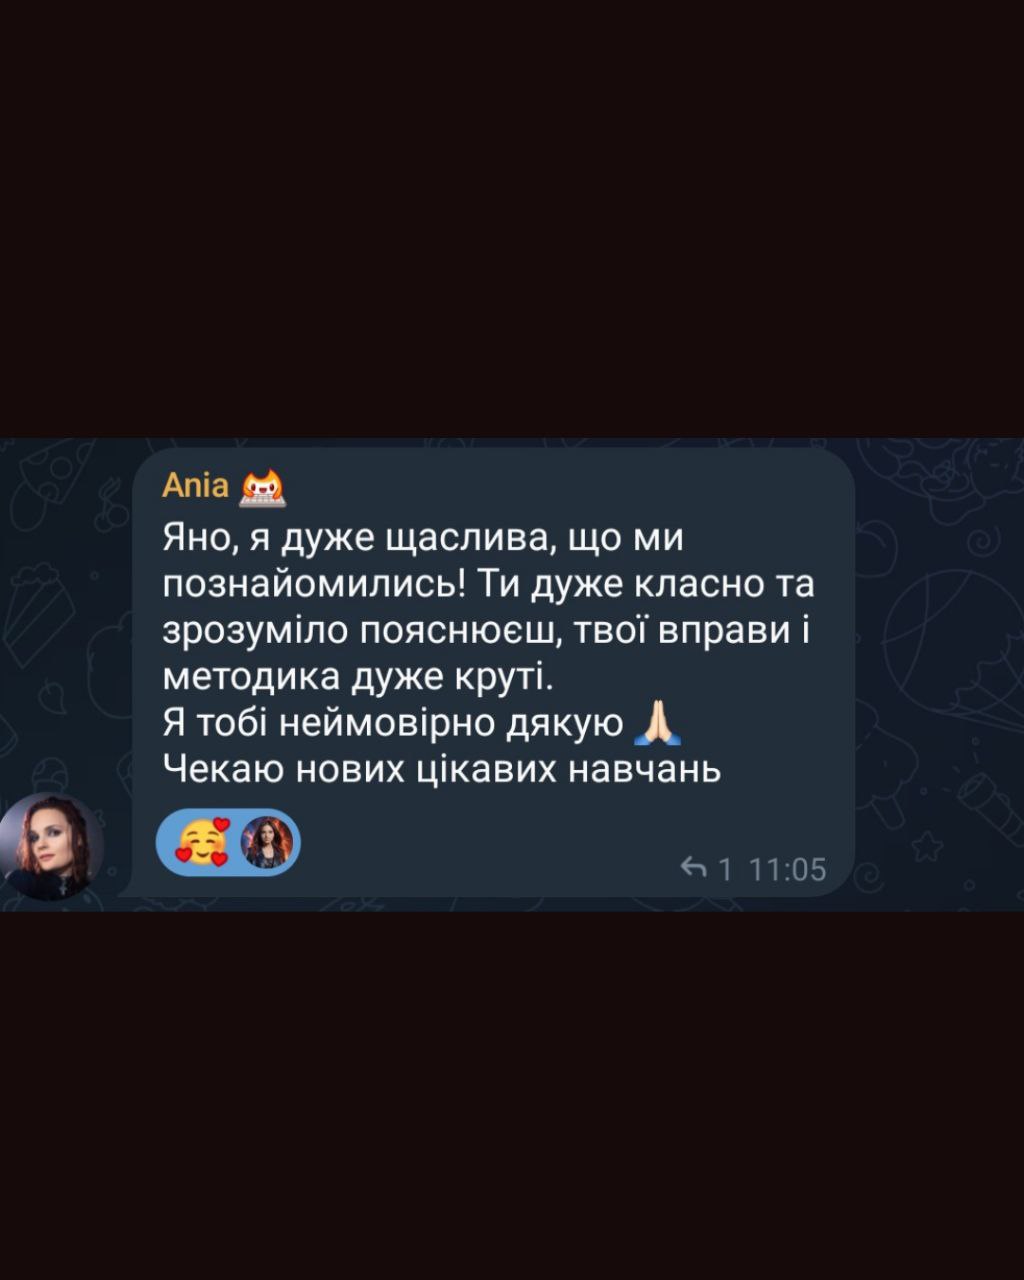 Ania
Яно, я дуже щаслива, що ми
познайомились! Ти дуже класно та
зрозуміло пояснюєш, твої вправи і
методика дуже круті.
Я тобі неймовірно дякую 🙏🏻
Чекаю нових цікавих навчань
1 11:05